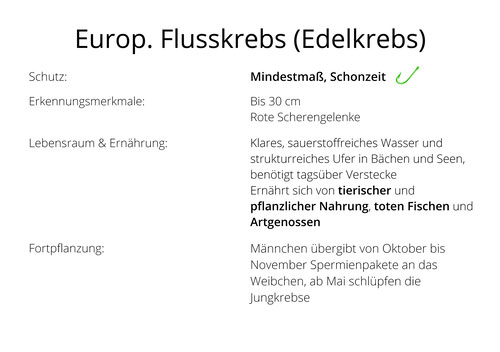 Europ. Flusskrebs (Edelkrebs)
Schutz:
Mindestmaß, Schonzeit
Erkennungsmerkmale:
Bis 30 cm
Rote Scherengelenke
Lebensraum & Ernährung:
Klares, sauerstoffreiches Wasser und
strukturreiches Ufer in Bächen und Seen,
benötigt tagsüber Verstecke
Ernährt sich von tierischer und
pflanzlicher Nahrung, toten Fischen und
Artgenossen
Fortpflanzung:
Männchen übergibt von Oktober bis
November Spermienpakete an das
Weibchen, ab Mai schlüpfen die
Jungkrebse